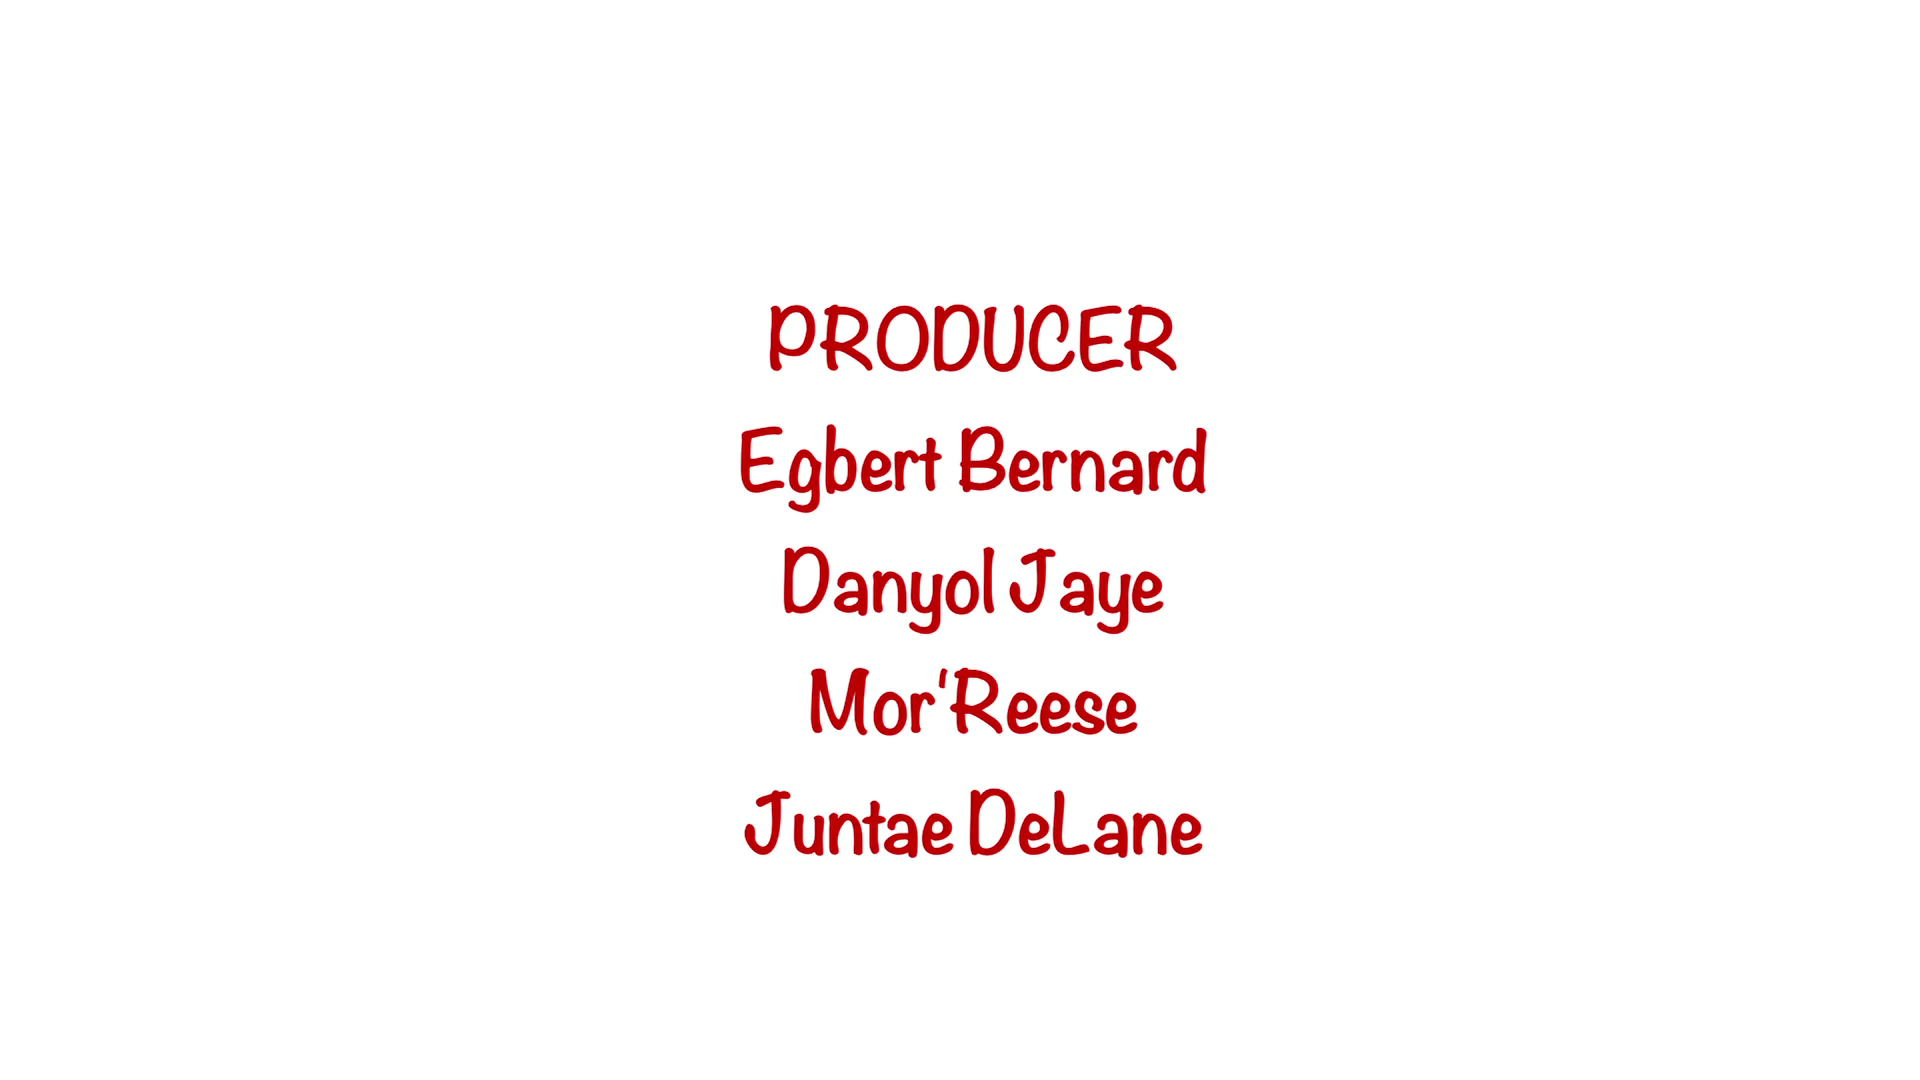 PRODUCER
Egbert Bernard
Danyol Jaye
Mor'Reese
Juntae DeLane